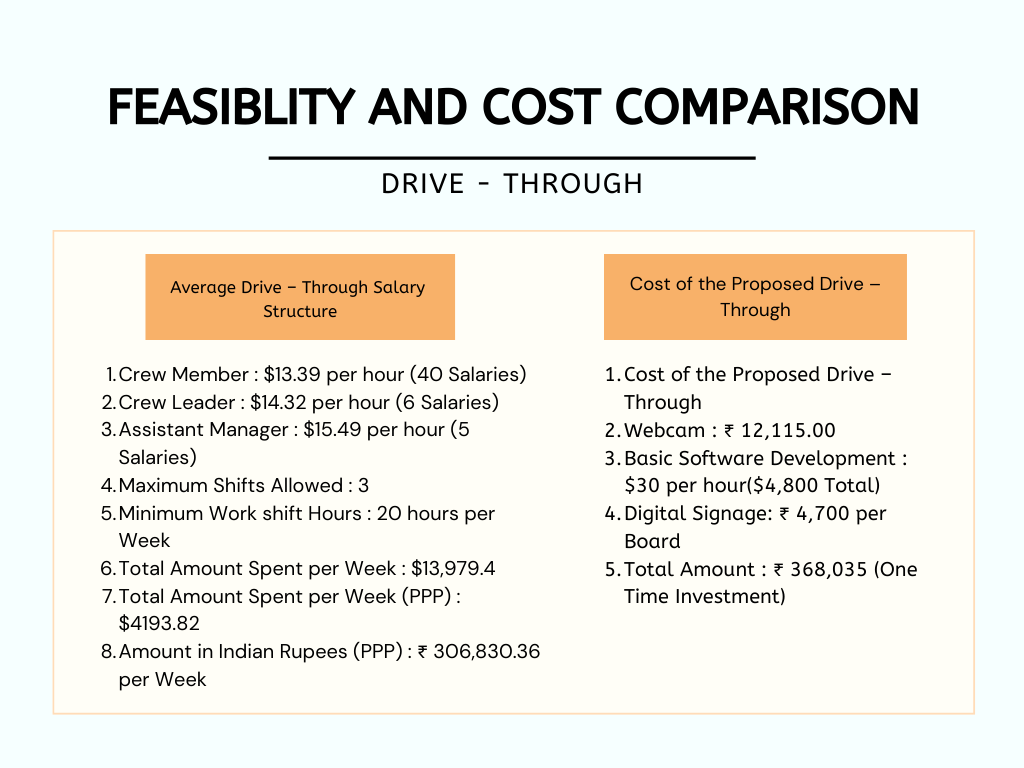 FEASIBLITY AND COST COMPARISON
DRIVE - THROUGH
Average Drive – Through Salary
Structure
1. Crew Member : $13.39 per hour (40 Salaries)
2. Crew Leader : $14.32 per hour (6 Salaries)
3. Assistant Manager : $15.49 per hour (5
Salaries)
4. Maximum Shifts Allowed : 3
5. Minimum Work shift Hours : 20 hours per
Week
6. Total Amount Spent per Week : $13,979.4
7. Total Amount Spent per Week (PPP) :
$4193.82
8. Amount in Indian Rupees (PPP) : ₹ 306,830.36
per Week
Cost of the Proposed Drive –
Through
1. Cost of the Proposed Drive –
Through
2. Webcam : ₹ 12,115.00
3. Basic Software Development :
$30 per hour($4,800 Total)
4. Digital Signage: ₹ 4,700 per
Board
5. Total Amount : ₹ 368,035 (One
Time Investment)